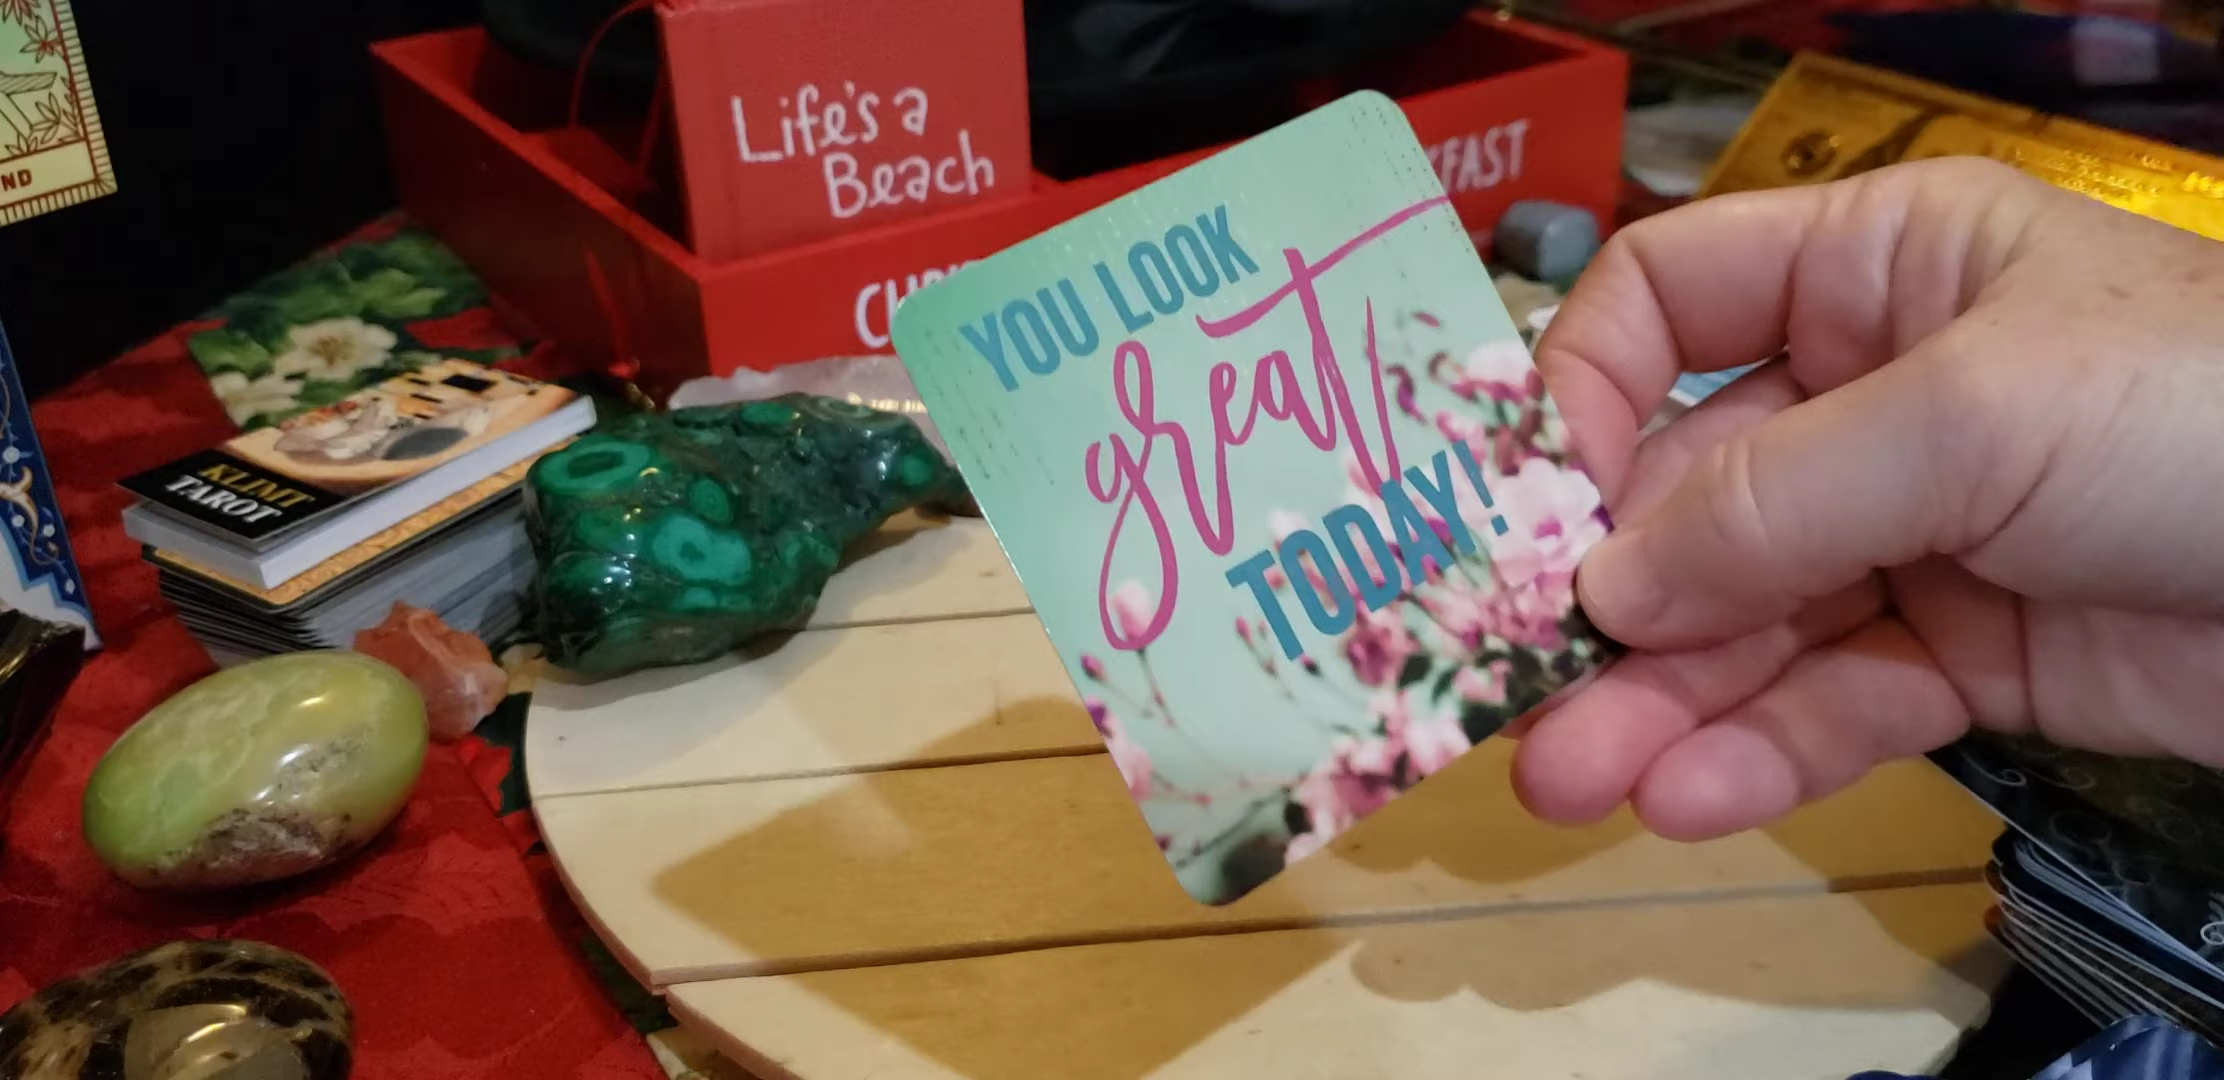 Life's a
Beach
YOU LOOK
great
TODAY!
KLIMT
TAROT